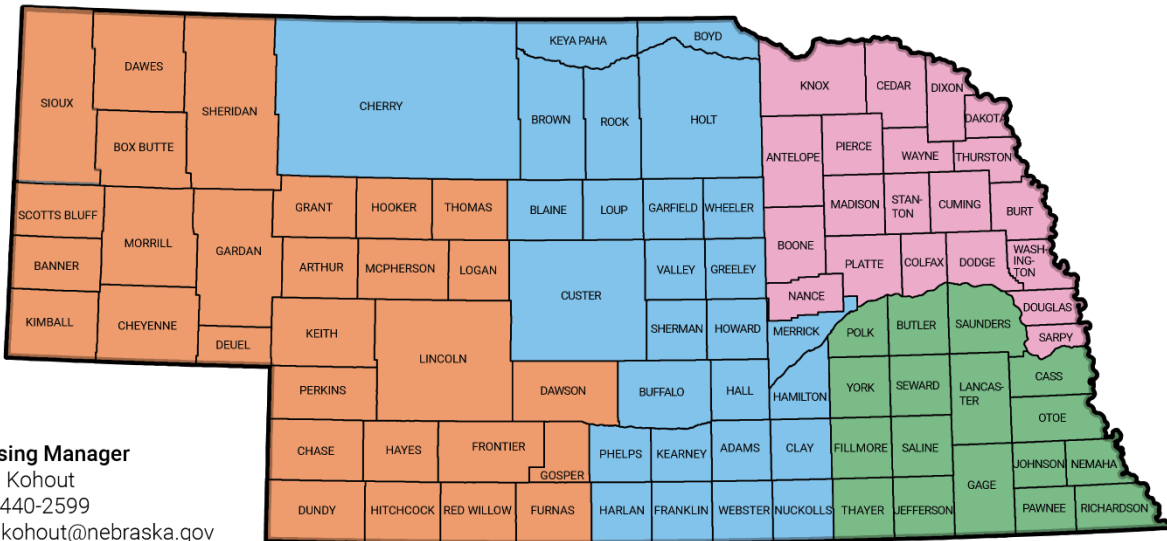 KEYA PAHA
BOYD
DAWES
SIOUX
SHERIDAN
CHERRY
KNOX
CEDAR
DIXON
BROWN
ROCK
HOLT
DAKOTA
BOX BUTTE
PIERCE
ANTELOPE
WAYNE
THURSTON
SCOTTS BLUFF
GRANT
HOOKER
THOMAS
BLAINE
LOUP
GARFIELD
WHEELER
MADISON
STAN-
TON
CUMING
BURT
MORRILL
GARDAN
BOONE
BANNER
ARTHUR
MCPHERSON
LOGAN
VALLEY
GREELEY
PLATTE
COLFAX
DODGE
WASH-
ING-
TON
CUSTER
NANCE
KIMBALL
CHEYENNE
KEITH
DOUGLAS
DEUEL
LINCOLN
SHERMAN
HOWARD
MERRICK
POLK
BUTLER
SAUNDERS
SARPY
PERKINS
DAWSON
BUFFALO
HALL
HAMILTON
YORK
SEWARD
LANCAS-
TER
CASS
OTOE
CHASE
HAYES
FRONTIER
GOSPER
PHELPS
KEARNEY
ADAMS
CLAY
FILLMORE
SALINE
JOHNSON
NEMAHA
GAGE
DUNDY
HITCHCOCK
RED WILLOW
FURNAS
HARLAN
FRANKLIN
WEBSTER
NUCKOLLS
THAYER
JEFFERSON
PAWNEE
RICHARDSON
sing Manager
Kohout
440-2599
kohout@nebraska.gov